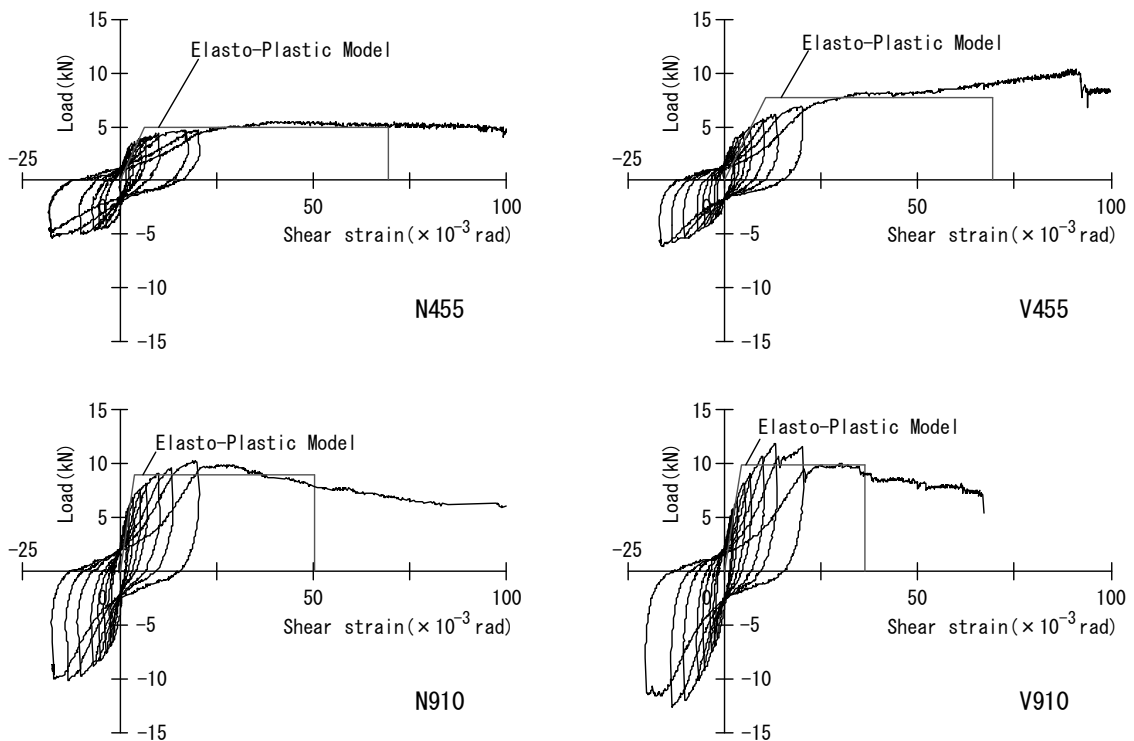 15
Elasto-Plastic Model
10
Load(kN)
5
-25
0
50
100
-5
Shear strain(×10⁻³rad)
-10
N455
-15
15
Elasto-Plastic Model
10
Load(kN)
5
-25
0
50
100
-5
Shear strain(×10⁻³rad)
-10
V455
-15
15
Elasto-Plastic Model
10
Load(kN)
5
-25
0
50
100
-5
Shear strain(×10⁻³rad)
-10
N910
-15
15
Elasto-Plastic Model
10
Load(kN)
5
-25
0
50
100
-5
Shear strain(×10⁻³rad)
-10
V910
-15